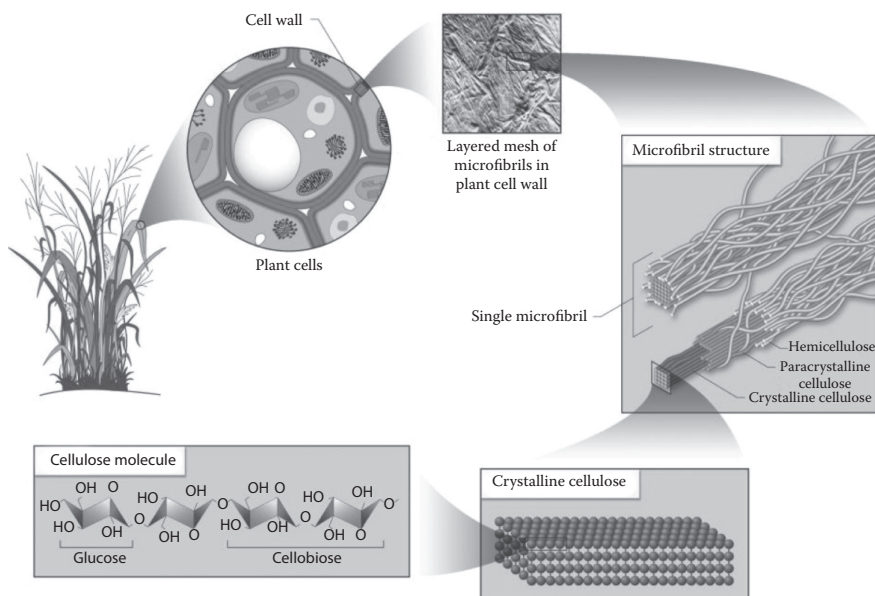 Cell wall
Plant cells
Layered mesh of
microfibrils in
plant cell wall
Microfibril structure
Single microfibril
Hemicellulose
Paracrystalline
cellulose
Crystalline cellulose
Cellulose molecule
OH O OH OH O OH
HO HO O HO O
HO OH O OH O HO OH O OH O
Glucose Cellobiose
Crystalline cellulose